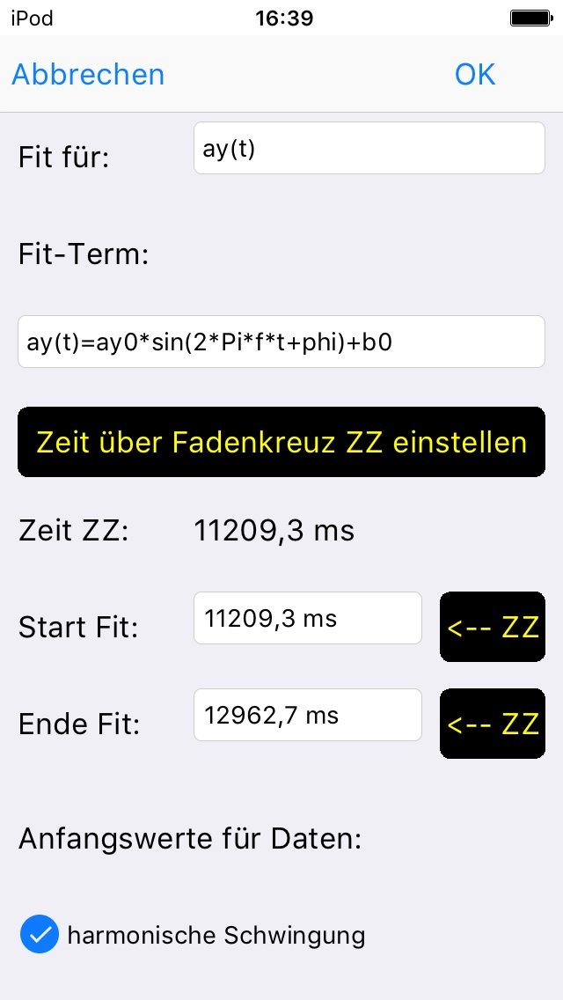 iPod 16:39
Abbrechen OK
Fit für: ay(t)
Fit-Term:
ay(t)=ay0*sin(2*Pi*f*t+phi)+b0
Zeit über Fadenkreuz ZZ einstellen
Zeit ZZ: 11209,3 ms
Start Fit: 11209,3 ms <-- ZZ
Ende Fit: 12962,7 ms <-- ZZ
Anfangswerte für Daten:
harmonische Schwingung